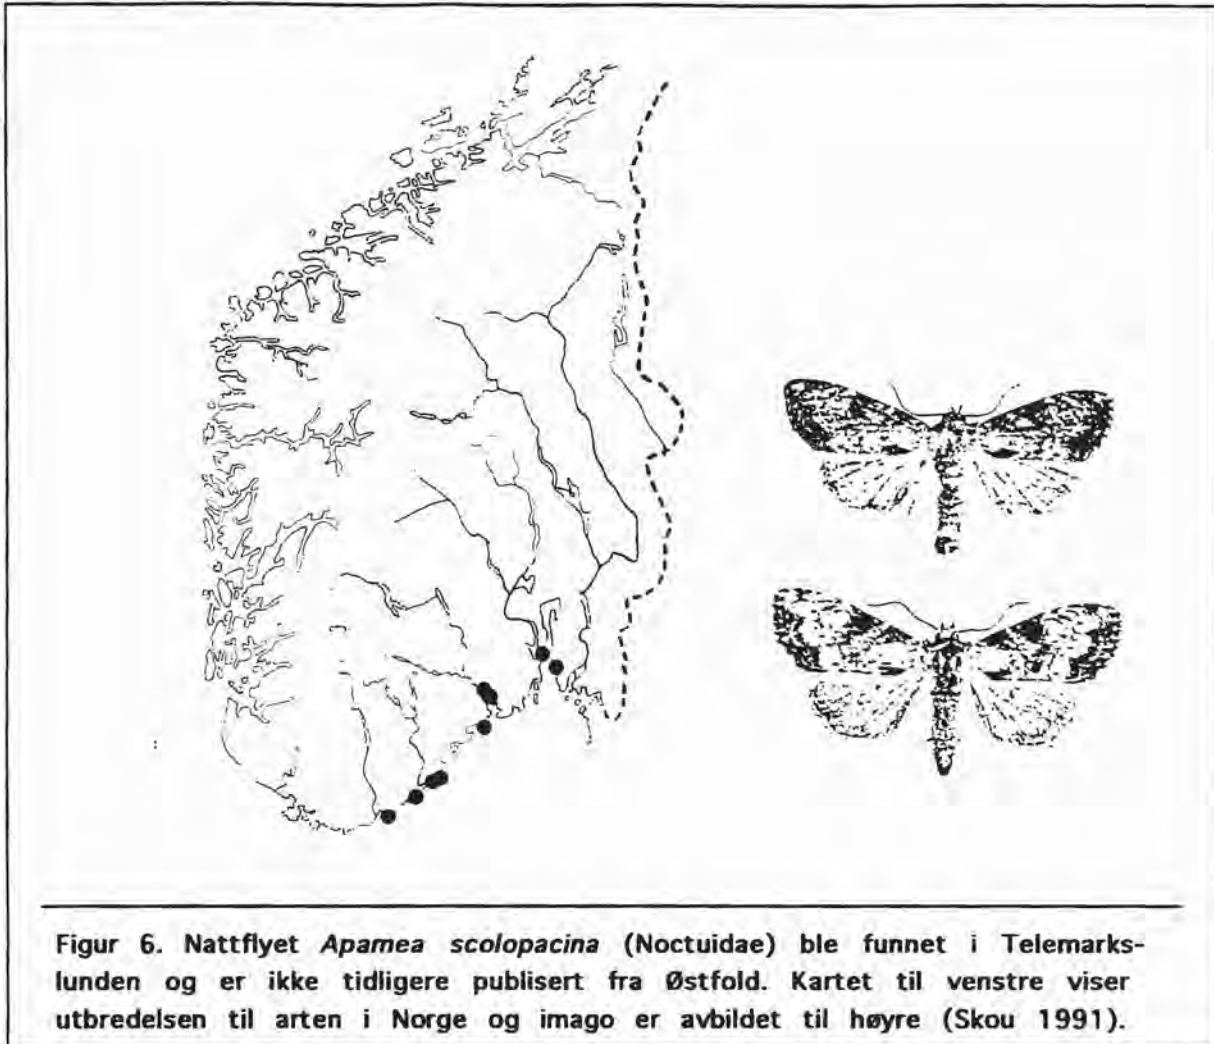 Figur 6. Nattflyet Apamea scolopacina (Noctuidae) ble funnet i Telemarks-
lunden og er ikke tidligere publisert fra Østfold. Kartet til venstre viser
utbredelsen til arten i Norge og imago er avbildet til høyre (Skou 1991).